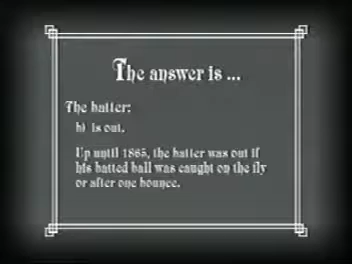 The answer is ...
The batter:
b) is out.
Up until 1865, the batter was out if
his batted ball was caught on the fly
or after one bounce.